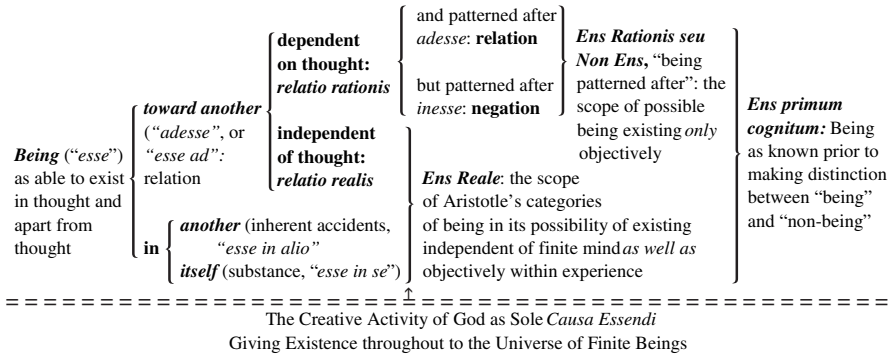 Being (“esse”)
as able to exist
in thought and
apart from
thought
toward another
(“adesse”, or
“esse ad”:
relation
in
another (inherent accidents,
“esse in alio”
itself (substance, “esse in se”)
dependent
on thought:
relatio rationis
independent
of thought:
relatio realis
and patterned after
adesse: relation
but patterned after
inesse: negation
Ens Rationis seu
Non Ens, “being
patterned after”: the
scope of possible
being existing only
objectively
Ens Reale: the scope
of Aristotle’s categories
of being in its possibility of existing
independent of finite mind as well as
objectively within experience
Ens primum
cognitum: Being
as known prior to
making distinction
between “being”
and “non-being”
The Creative Activity of God as Sole Causa Essendi
Giving Existence throughout to the Universe of Finite Beings